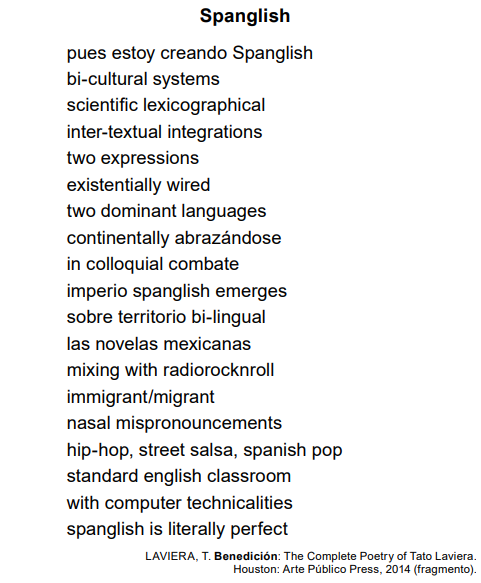 Spanglish
pues estoy creando Spanglish
bi-cultural systems
scientific lexicographical
inter-textual integrations
two expressions
existentially wired
two dominant languages
continentally abrazándose
in colloquial combate
imperio spanglish emerges
sobre territorio bi-lingual
las novelas mexicanas
mixing with radiorocknroll
immigrant/migrant
nasal mispronouncements
hip-hop, street salsa, spanish pop
standard english classroom
with computer technicalities
spanglish is literally perfect
LAVIERA, T. Benedición: The Complete Poetry of Tato Laviera.
Houston: Arte Público Press, 2014 (fragmento).